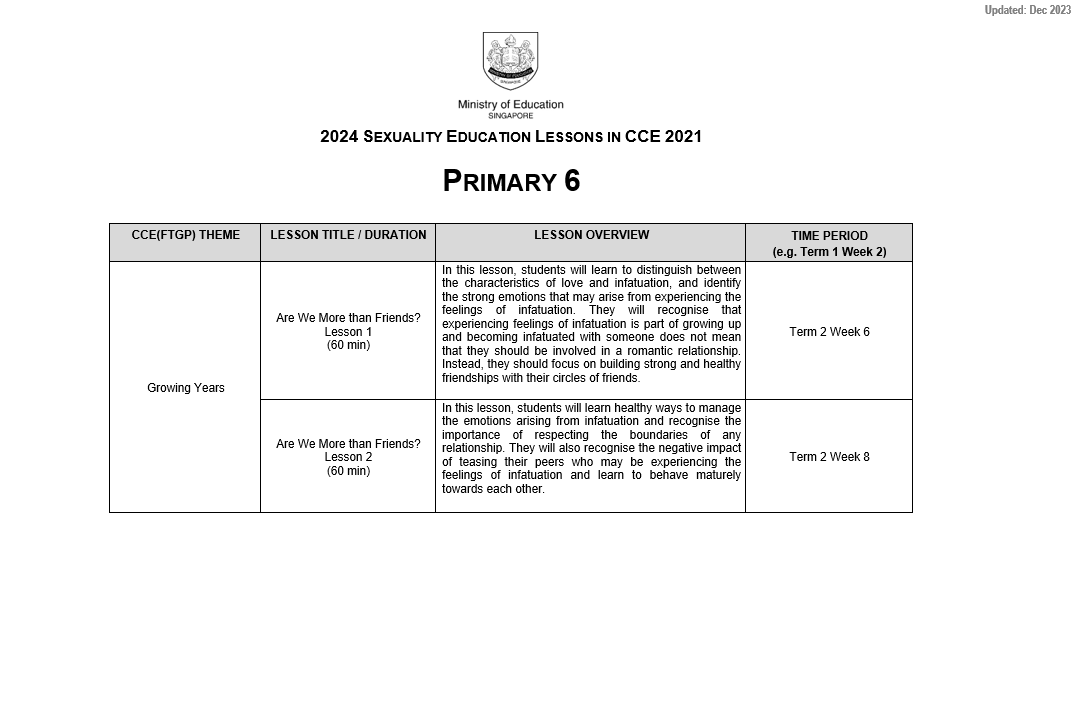 Updated: Dec 2023
Ministry of Education
SINGAPORE
2024 SEXUALITY EDUCATION LESSONS IN CCE 2021
PRIMARY 6
CCE(FTGP) THEME
LESSON TITLE / DURATION
LESSON OVERVIEW
TIME PERIOD
(e.g. Term 1 Week 2)
Growing Years
Are We More than Friends?
Lesson 1
(60 min)
In this lesson, students will learn to distinguish between
the characteristics of love and infatuation, and identify
the strong emotions that may arise from experiencing the
feelings of infatuation. They will recognise that
experiencing feelings of infatuation is part of growing up
and becoming infatuated with someone does not mean
that they should be involved in a romantic relationship.
Instead, they should focus on building strong and healthy
friendships with their circles of friends.
Term 2 Week 6
Are We More than Friends?
Lesson 2
(60 min)
In this lesson, students will learn healthy ways to manage
the emotions arising from infatuation and recognise the
importance of respecting the boundaries of any
relationship. They will also recognise the negative impact
of teasing their peers who may be experiencing the
feelings of infatuation and learn to behave maturely
towards each other.
Term 2 Week 8